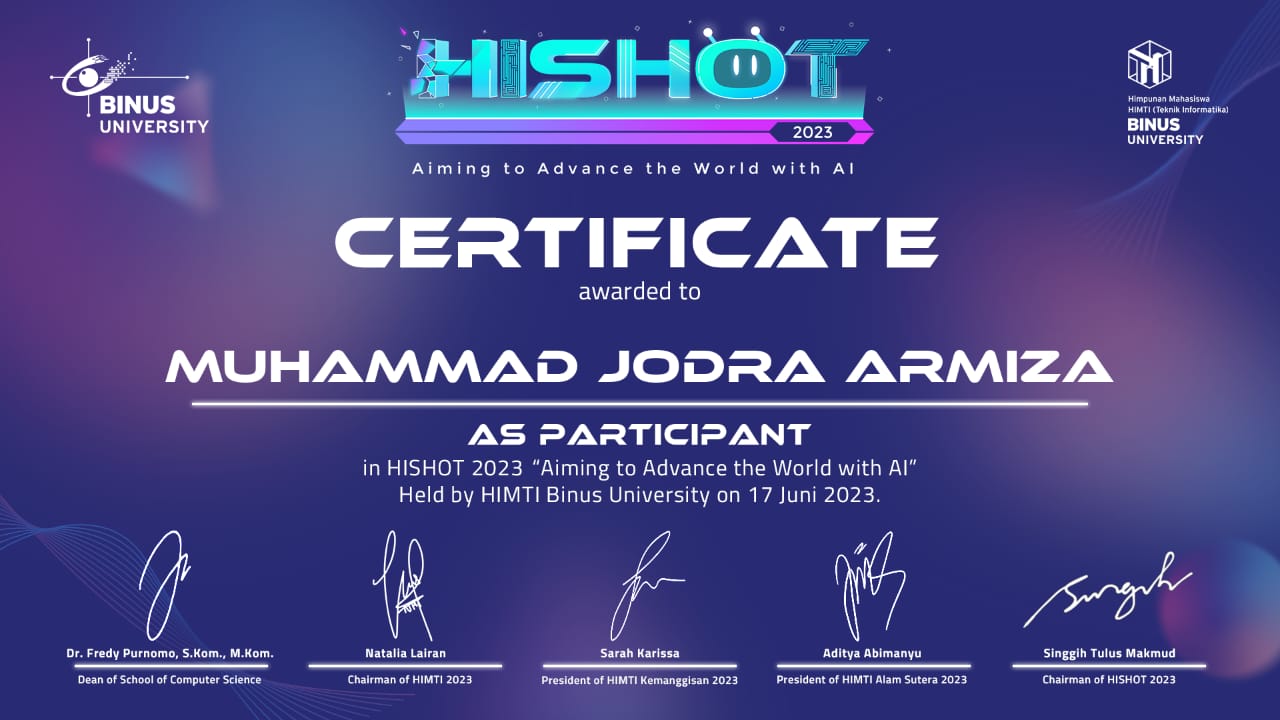 BINUS
UNIVERSITY
HISHOT
2023
Aiming to Advance the World with AI
Himpunan Mahasiswa
HIMTI (Teknik Informatika)
BINUS
UNIVERSITY
CERTIFICATE
awarded to
MUHAMMAD JODRA ARMIZA
AS PARTICIPANT
in HISHOT 2023 “Aiming to Advance the World with AI”
Held by HIMTI Binus University on 17 Juni 2023.
Dr. Fredy Purnomo, S.Kom., M.Kom.
Dean of School of Computer Science
Natalia Lairan
Chairman of HIMTI 2023
Sarah Karissa
President of HIMTI Kemanggisan 2023
Aditya Abimanyu
President of HIMTI Alam Sutera 2023
Singgih Tulus Makmud
Chairman of HISHOT 2023